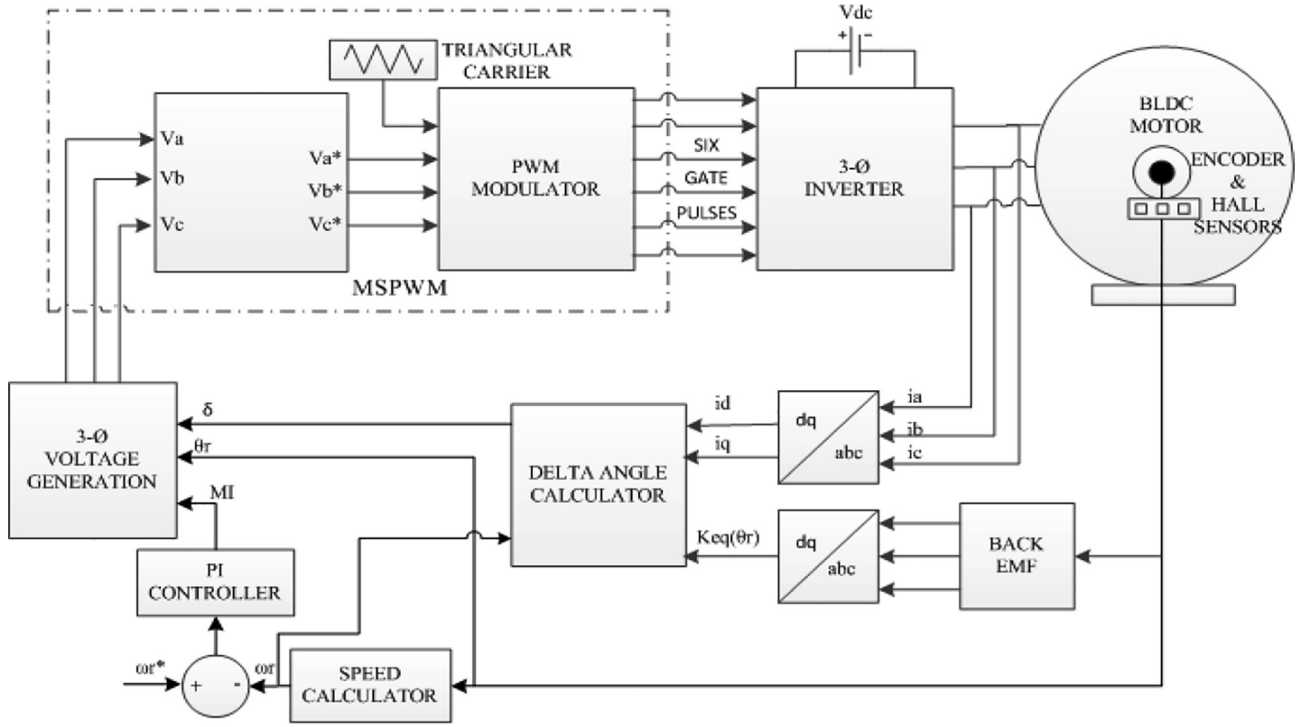 Vdc
+ -
TRIANGULAR
CARRIER
BLDC
MOTOR
ENCODER
&
HALL
SENSORS
Va
Vb
Vc
Va*
Vb*
Vc*
PWM
MODULATOR
SIX
GATE
PULSES
3-Ø
INVERTER
MSPWM
3-Ø
VOLTAGE
GENERATION
δ
θr
MI
DELTA ANGLE
CALCULATOR
id
iq
dq
abc
ia
ib
ic
Keq(θr)
dq
abc
BACK
EMF
PI
CONTROLLER
ωr*
+ -
ωr
SPEED
CALCULATOR